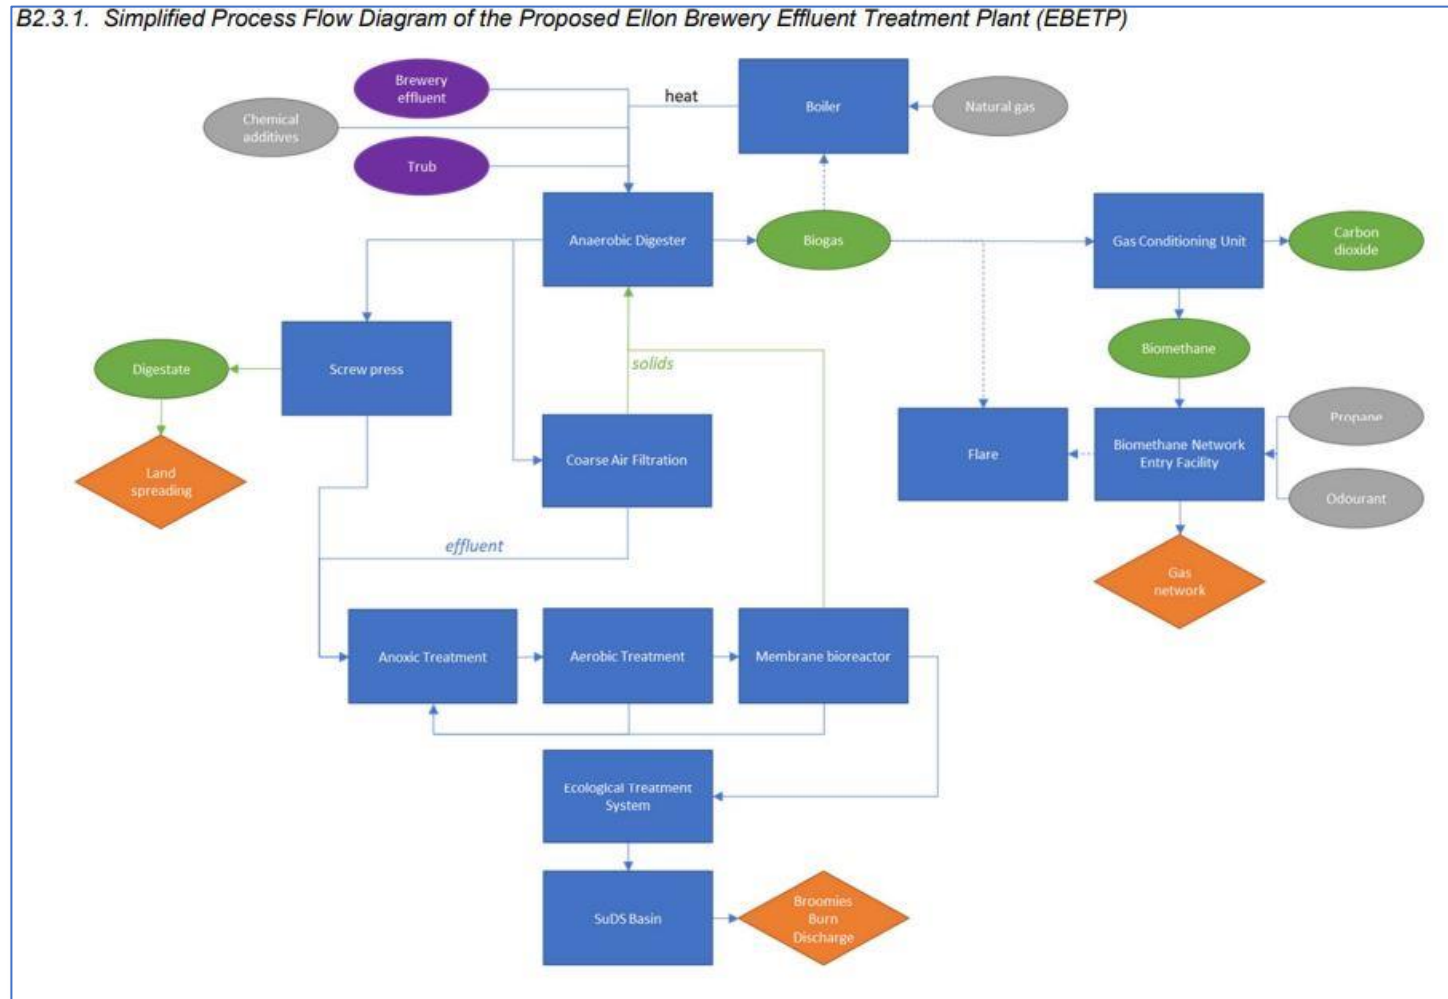 B2.3.1. Simplified Process Flow Diagram of the Proposed Ellon Brewery Effluent Treatment Plant (EBETP)
Brewery
effluent
heat
Boiler
Natural gas
Chemical
additives
Trub
Anaerobic Digester
Biogas
Gas Conditioning Unit
Carbon
dioxide
Digestate
Screw press
solids
Biomethane
Propane
Land
spreading
Coarse Air Filtration
Flare
Biomethane Network
Entry Facility
Odourant
effluent
Gas
network
Anoxic Treatment
Aerobic Treatment
Membrane bioreactor
Ecological Treatment
System
SuDS Basin
Broomies
Burn
Discharge